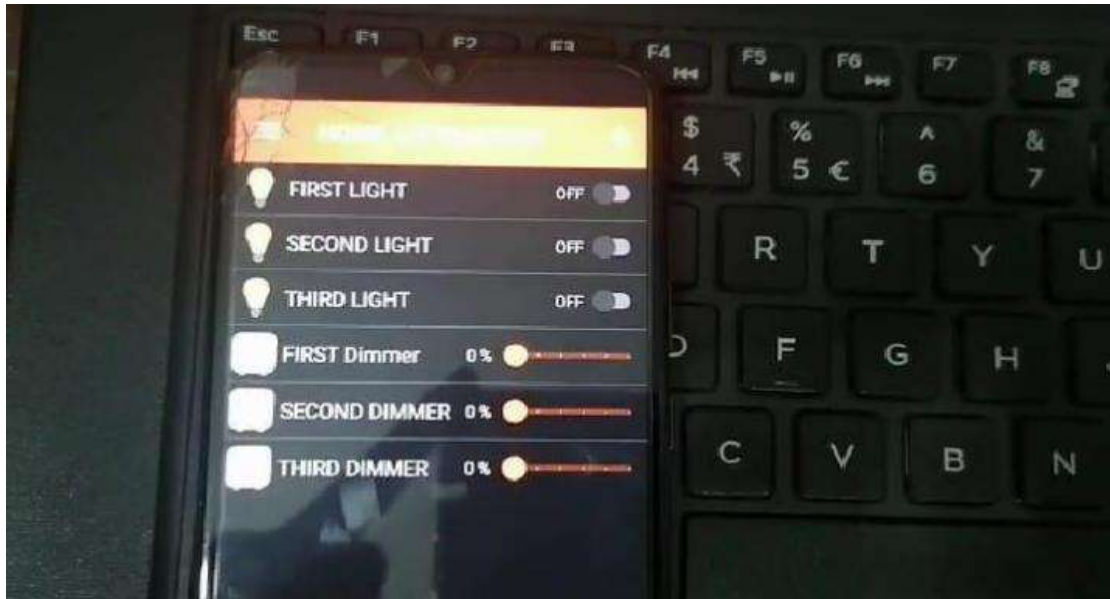 Esc F1 F2 F3 F4 F5 F6 F7 F8
$ % ^ &
4 ₹ 5 € 6 7
FIRST LIGHT OFF
R T Y U
SECOND LIGHT OFF
THIRD LIGHT OFF
FIRST Dimmer 0%
F G H
SECOND DIMMER 0%
THIRD DIMMER 0%
C V B N